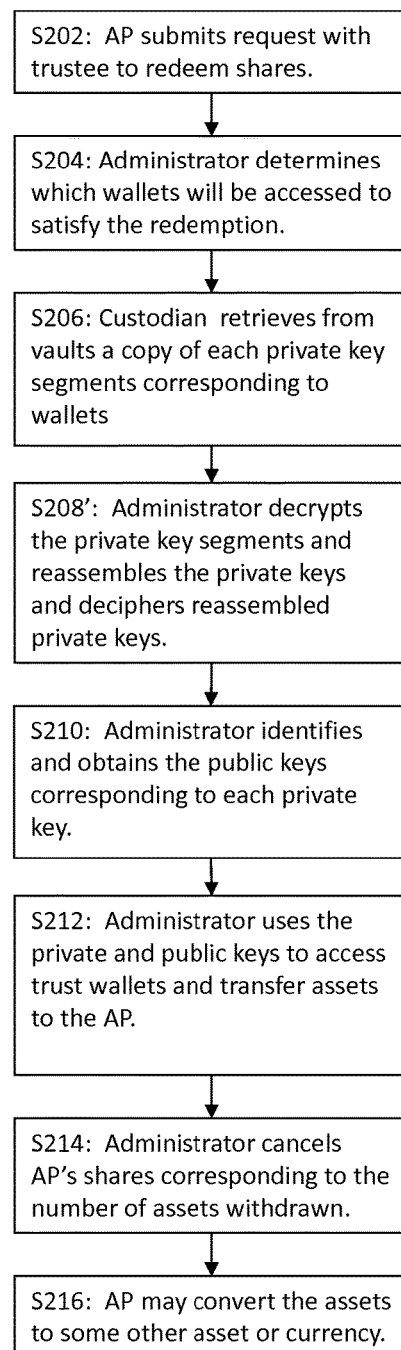 S202: AP submits request with
trustee to redeem shares.
S204: Administrator determines
which wallets will be accessed to
satisfy the redemption.
S206: Custodian retrieves from
vaults a copy of each private key
segments corresponding to
wallets
S208’: Administrator decrypts
the private key segments and
reassembles the private keys
and deciphers reassembled
private keys.
S210: Administrator identifies
and obtains the public keys
corresponding to each private
key.
S212: Administrator uses the
private and public keys to access
trust wallets and transfer assets
to the AP.
S214: Administrator cancels
AP’s shares corresponding to the
number of assets withdrawn.
S216: AP may convert the assets
to some other asset or currency.